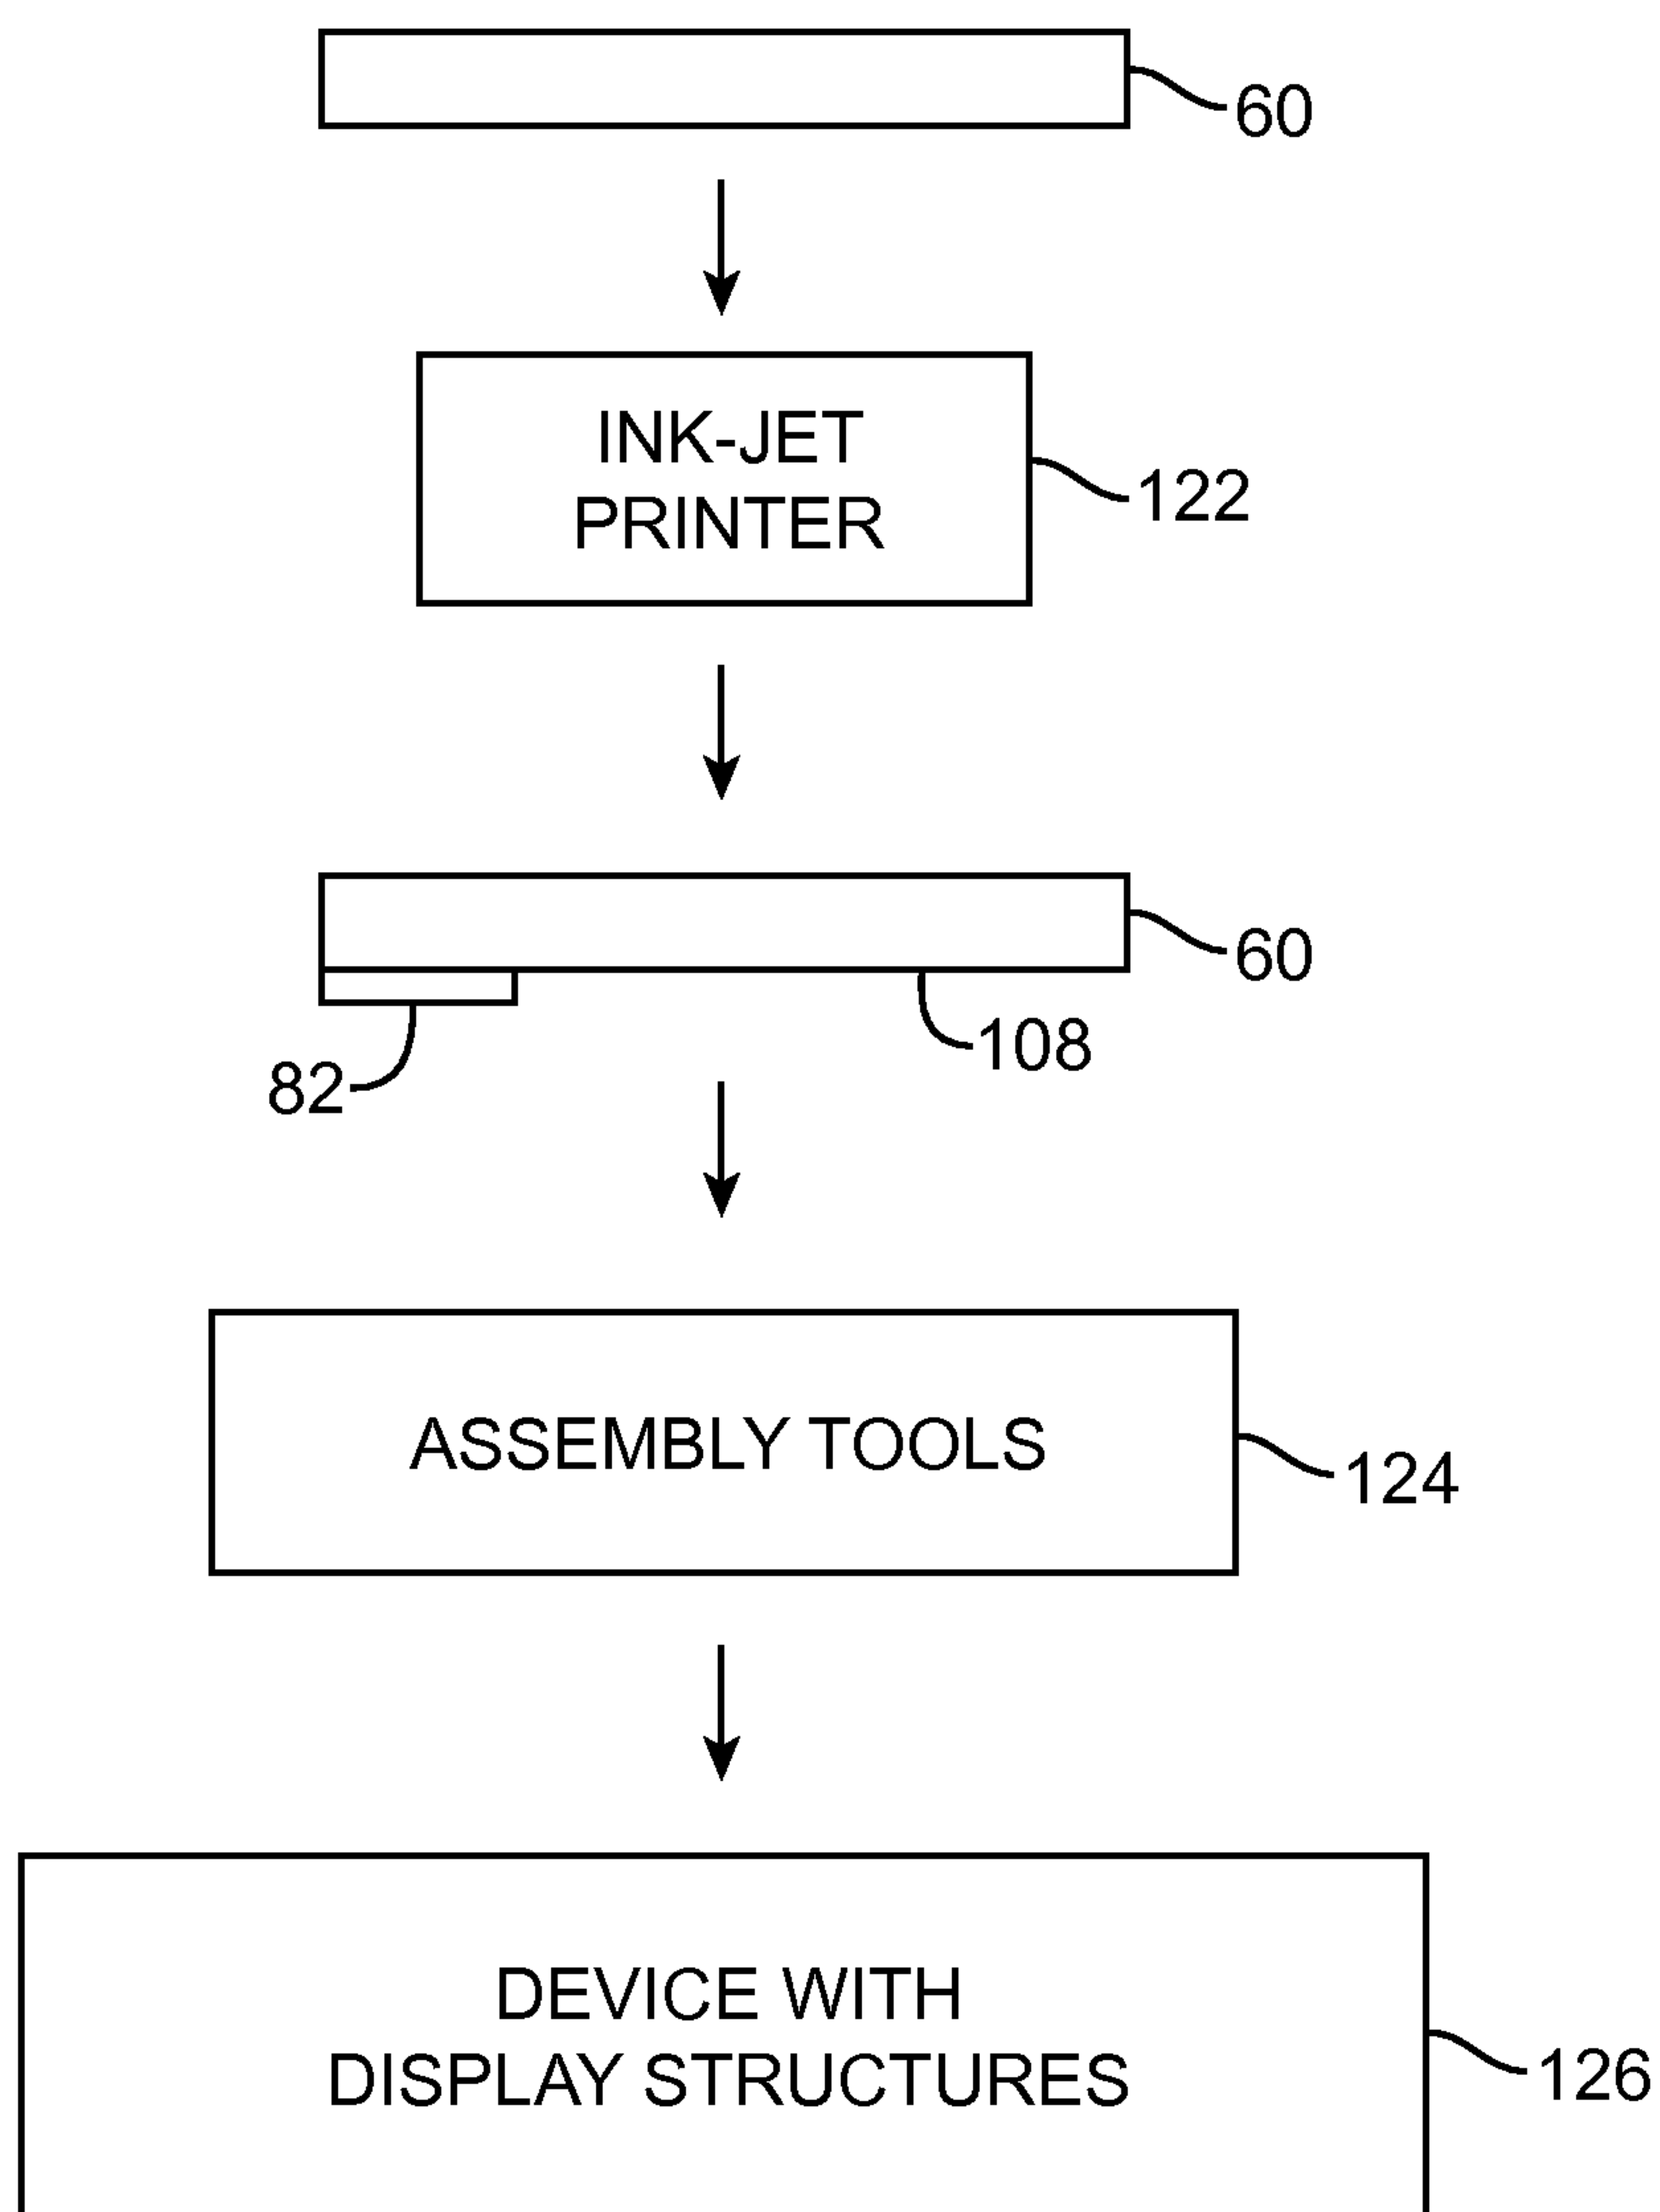 60
INK-JET
PRINTER
122
60
108
82
ASSEMBLY TOOLS
124
DEVICE WITH
DISPLAY STRUCTURES
126